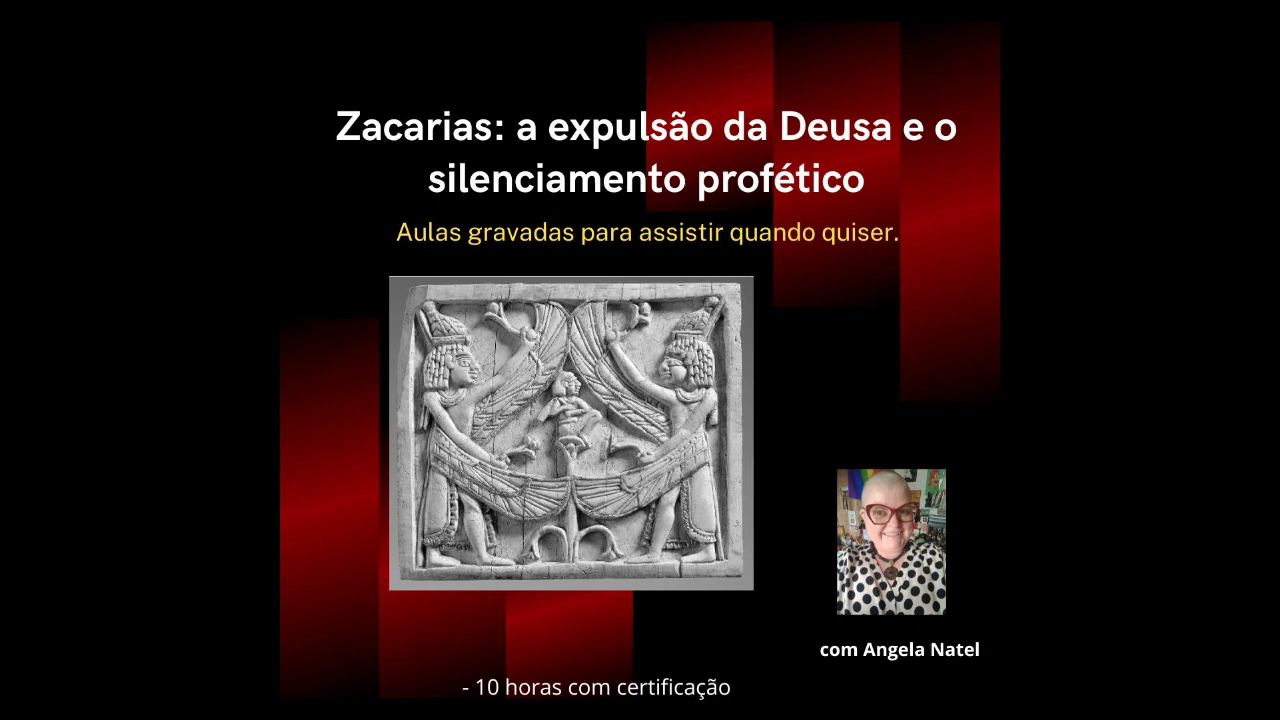 Zacarias: a expulsão da Deusa e o
silenciamento profético
Aulas gravadas para assistir quando quiser.
com Angela Natel
- 10 horas com certificação